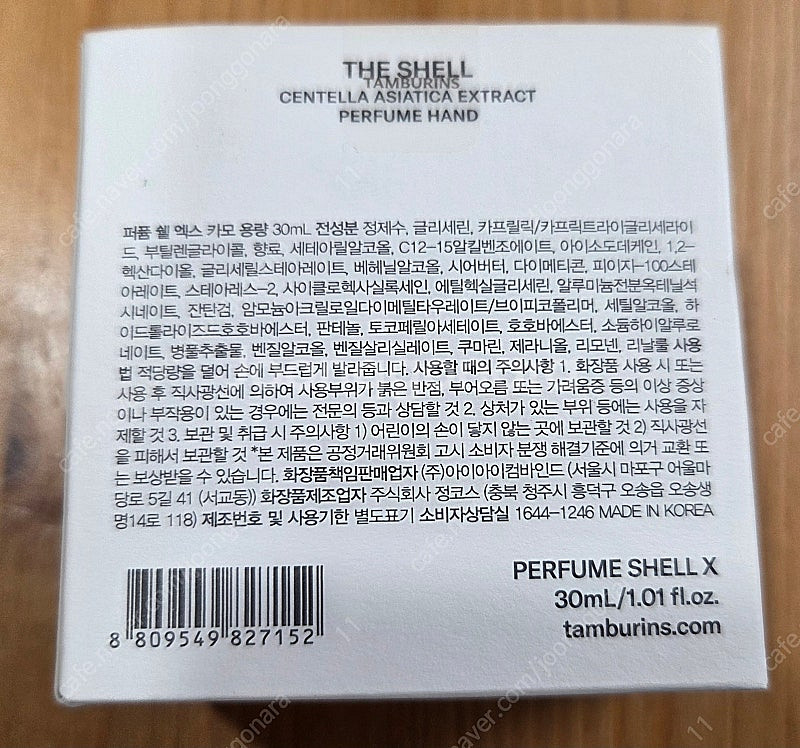 THE SHELL
TAMBURINS
CENTELLA ASIATICA EXTRACT
PERFUME HAND
퍼퓸 쉘 엑스 카모 용량 30mL 전성분 정제수, 글리세린, 카프릴릭/카프릭트라이글리세라이
드, 부틸렌글라이콜, 향료, 세테아릴알코올, C12-15알킬벤조에이트, 아이소도데케인, 1,2-
헥산다이올, 글리세릴스테아레이트, 베헤닐알코올, 시어버터, 다이메티콘, 피이지-100스테
아레이트, 스테아레스-2, 사이클로헥사실록세인, 에틸헥실글리세린, 알루미늄전분옥테닐석
시네이트, 잔탄검, 암모늄아크릴로일다이메틸타우레이트/브이피코폴리머, 세틸알코올, 하
이드롤라이즈드호호바에스터, 판테놀, 토코페릴아세테이트, 호호바에스터, 소듐하이알루로
네이트, 병풀추출물, 벤질알코올, 벤질살리실레이트, 쿠마린, 제라니올, 리모넨, 리날룰 사용
법 적당량을 덜어 손에 부드럽게 발라줍니다. 사용할 때의 주의사항 1. 화장품 사용 시 또는
사용 후 직사광선에 의하여 사용부위가 붉은 반점, 부어오름 또는 가려움증 등의 이상 증상
이나 부작용이 있는 경우에는 전문의 등과 상담할 것 2. 상처가 있는 부위 등에는 사용을 자
제할 것 3. 보관 및 취급 시 주의사항 1) 어린이의 손이 닿지 않는 곳에 보관할 것 2) 직사광선
을 피해서 보관할 것 *본 제품은 공정거래위원회 고시 소비자 분쟁 해결기준에 의거 교환 또
는 보상받을 수 있습니다. 화장품책임판매업자 (주)아이아이컴바인드 (서울시 마포구 어울마
당로 5길 41 (서교동)) 화장품제조업자 주식회사 정코스 (충북 청주시 흥덕구 오송읍 오송생
명14로 118) 제조번호 및 사용기한 별도표기 소비자상담실 1644-1246 MADE IN KOREA
PERFUME SHELL X
30mL/1.01 fl.oz.
tamburins.com
8 809549 827152
cafe.naver.com/joonggonara